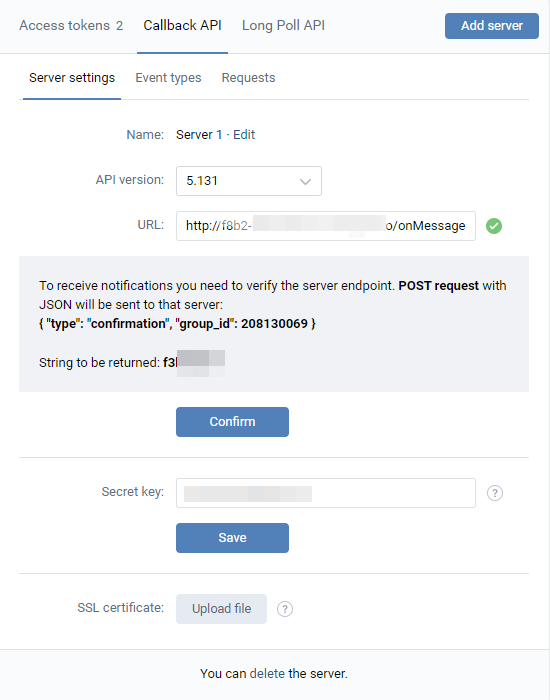 Access tokens 2 Callback API Long Poll API Add server
Server settings Event types Requests
Name: Server 1 · Edit
API version: 5.131
URL: http://f8b2- o/onMessage
To receive notifications you need to verify the server endpoint. POST request with
JSON will be sent to that server:
{ "type": "confirmation", "group_id": 208130069 }
String to be returned: f3
Confirm
Secret key: ?
Save
SSL certificate: Upload file ?
You can delete the server.